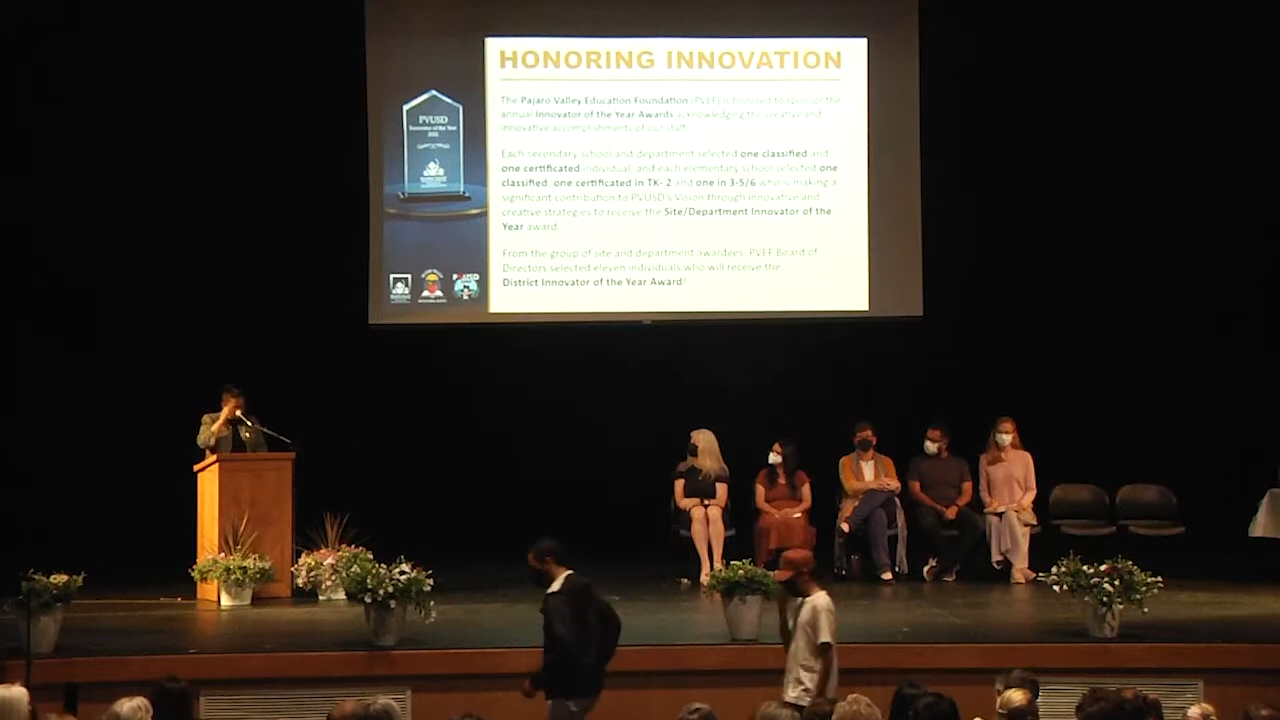 HONORING INNOVATION
The Pajaro Valley Education Foundation (PVEF) is honored to sponsor the
annual Innovator of the Year Awards acknowledging the creative and
innovative accomplishments of our staff.
Each secondary school and department selected one classified and
one certificated individual, and each elementary school selected one
classified, one certificated in TK- 2 and one in 3-5/6 who is making a
significant contribution to PVUSD's Vision through innovative and
creative strategies to receive the Site/Department Innovator of the
Year award.
From the group of site and department awardees, PVEF Board of
Directors selected eleven individuals who will receive the
District Innovator of the Year Award!
PVUSD
Innovator of the Year
PVUSD